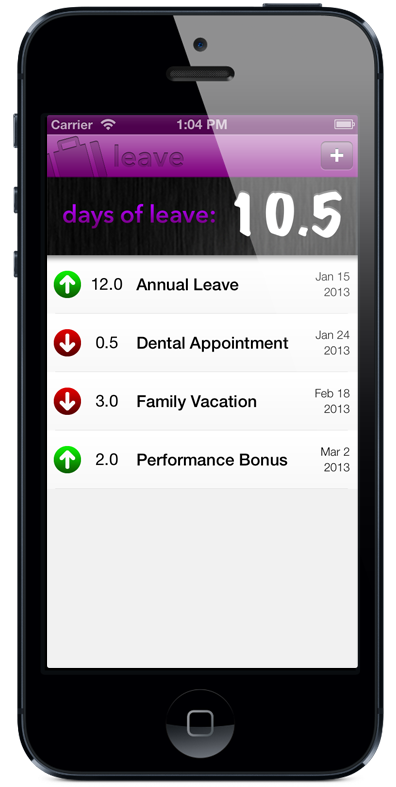 Carrier 1:04 PM
leave +
days of leave: 10.5
12.0 Annual Leave Jan 15
2013
0.5 Dental Appointment Jan 24
2013
3.0 Family Vacation Feb 18
2013
2.0 Performance Bonus Mar 2
2013